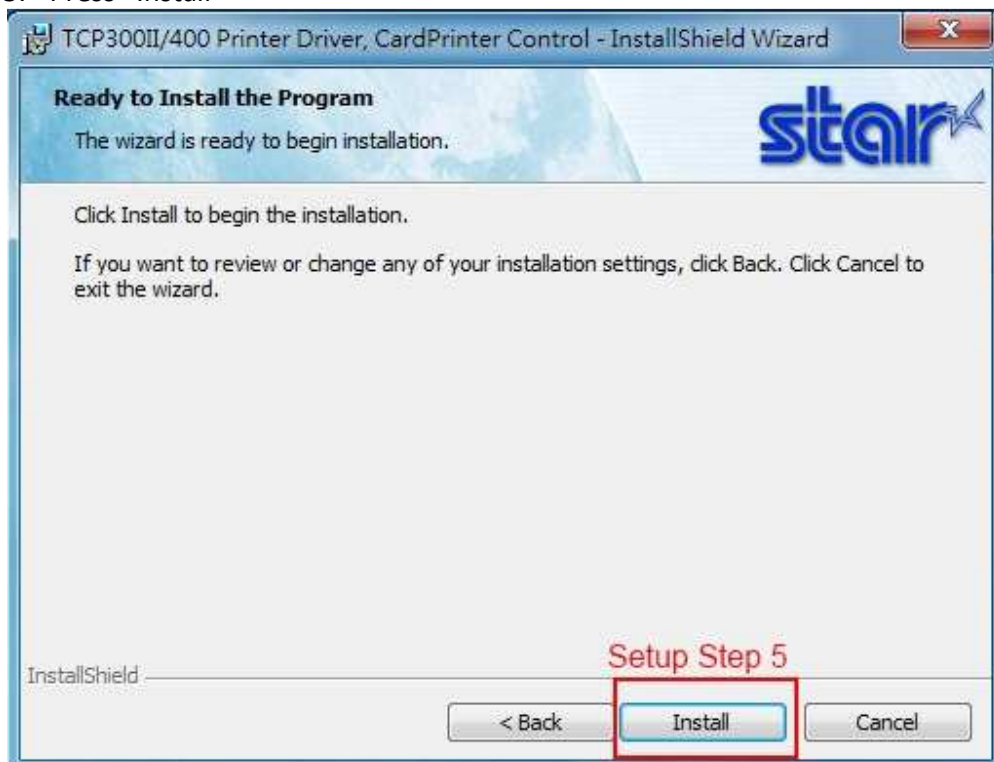 Press Install
TCP300II/400 Printer Driver, CardPrinter Control - InstallShield Wizard
X
Ready to Install the Program
The wizard is ready to begin installation.
star
Click Install to begin the installation.
If you want to review or change any of your installation settings, click Back. Click Cancel to
exit the wizard.
Setup Step 5
InstallShield
< Back Install Cancel